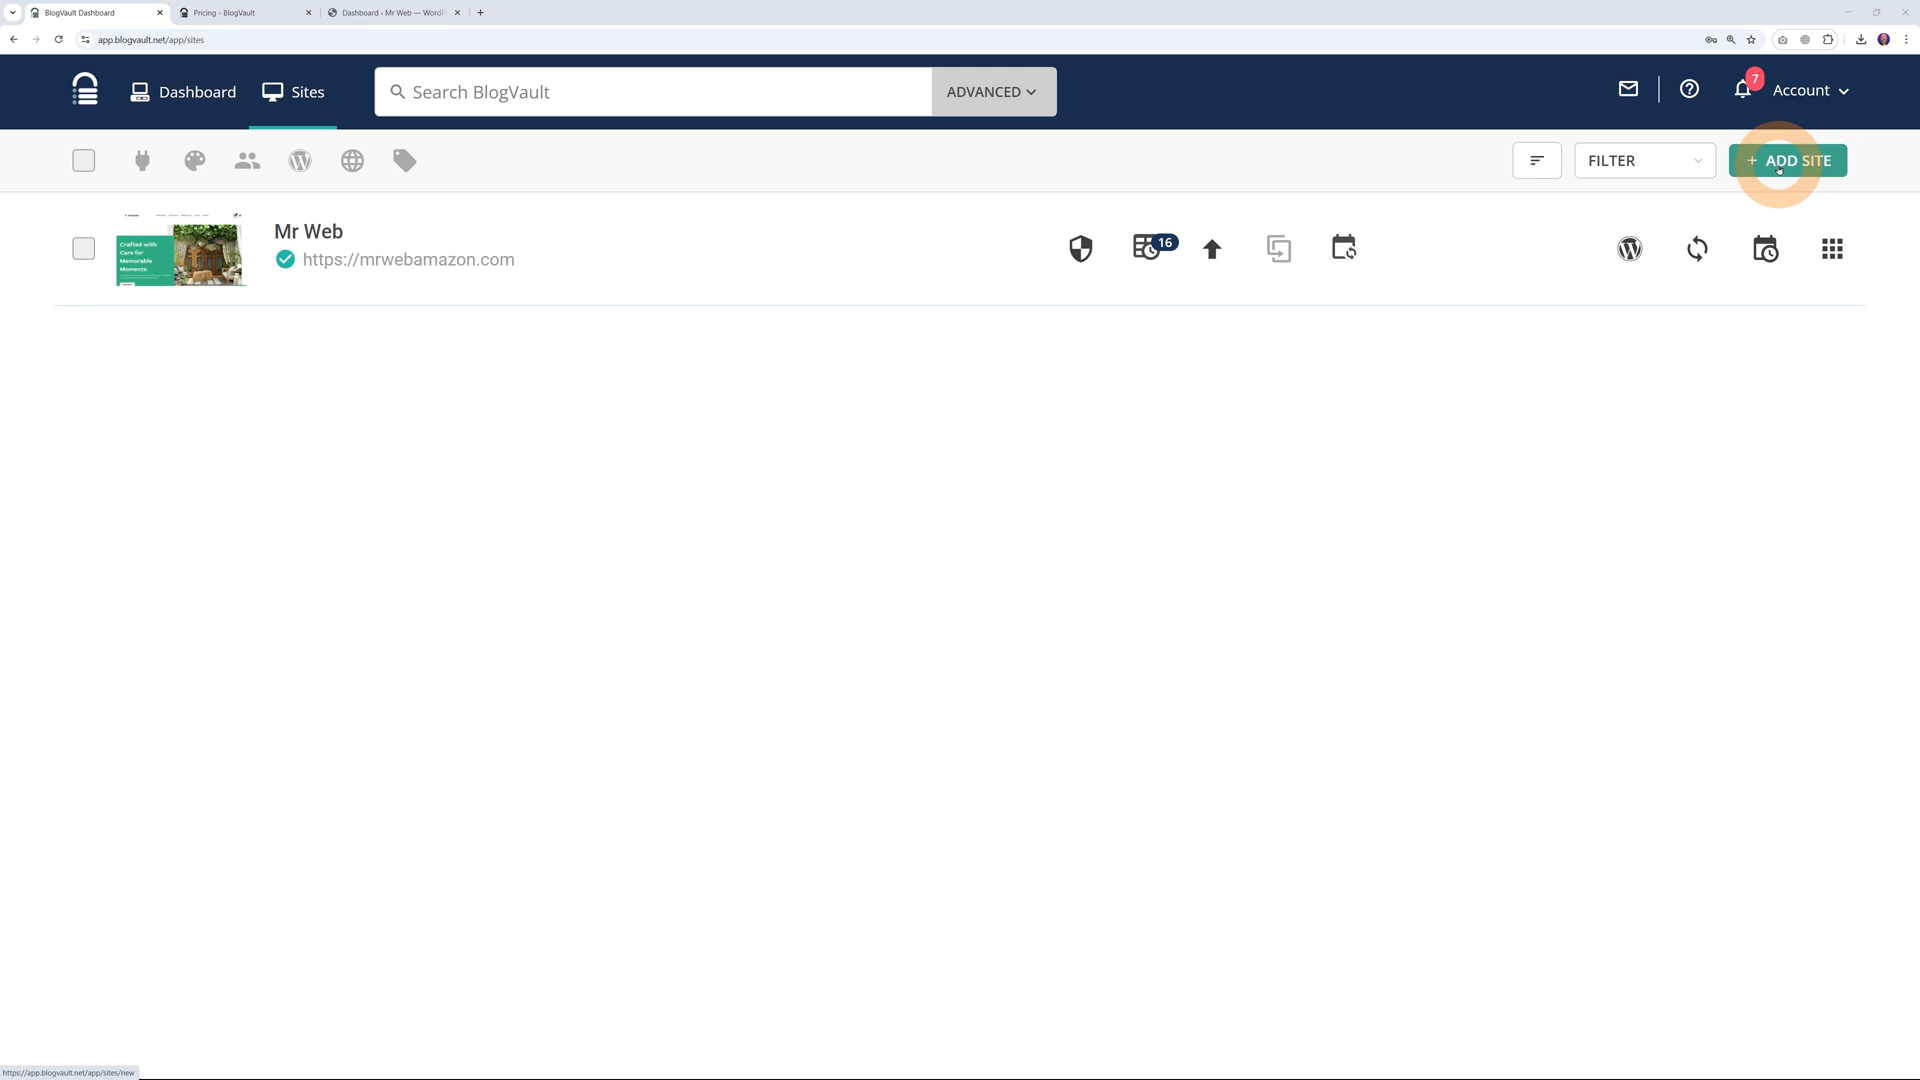 BlogVault Dashboard
Pricing - BlogVault
Dashboard ‹ Mr Web — WordP
app.blogvault.net/app/sites
Dashboard
Sites
Search BlogVault
ADVANCED
7
Account
FILTER
+ ADD SITE
Crafted with
Care for
Memorable
Moments.
Mr Web
https://mrwebamazon.com
16
https://app.blogvault.net/app/sites/new